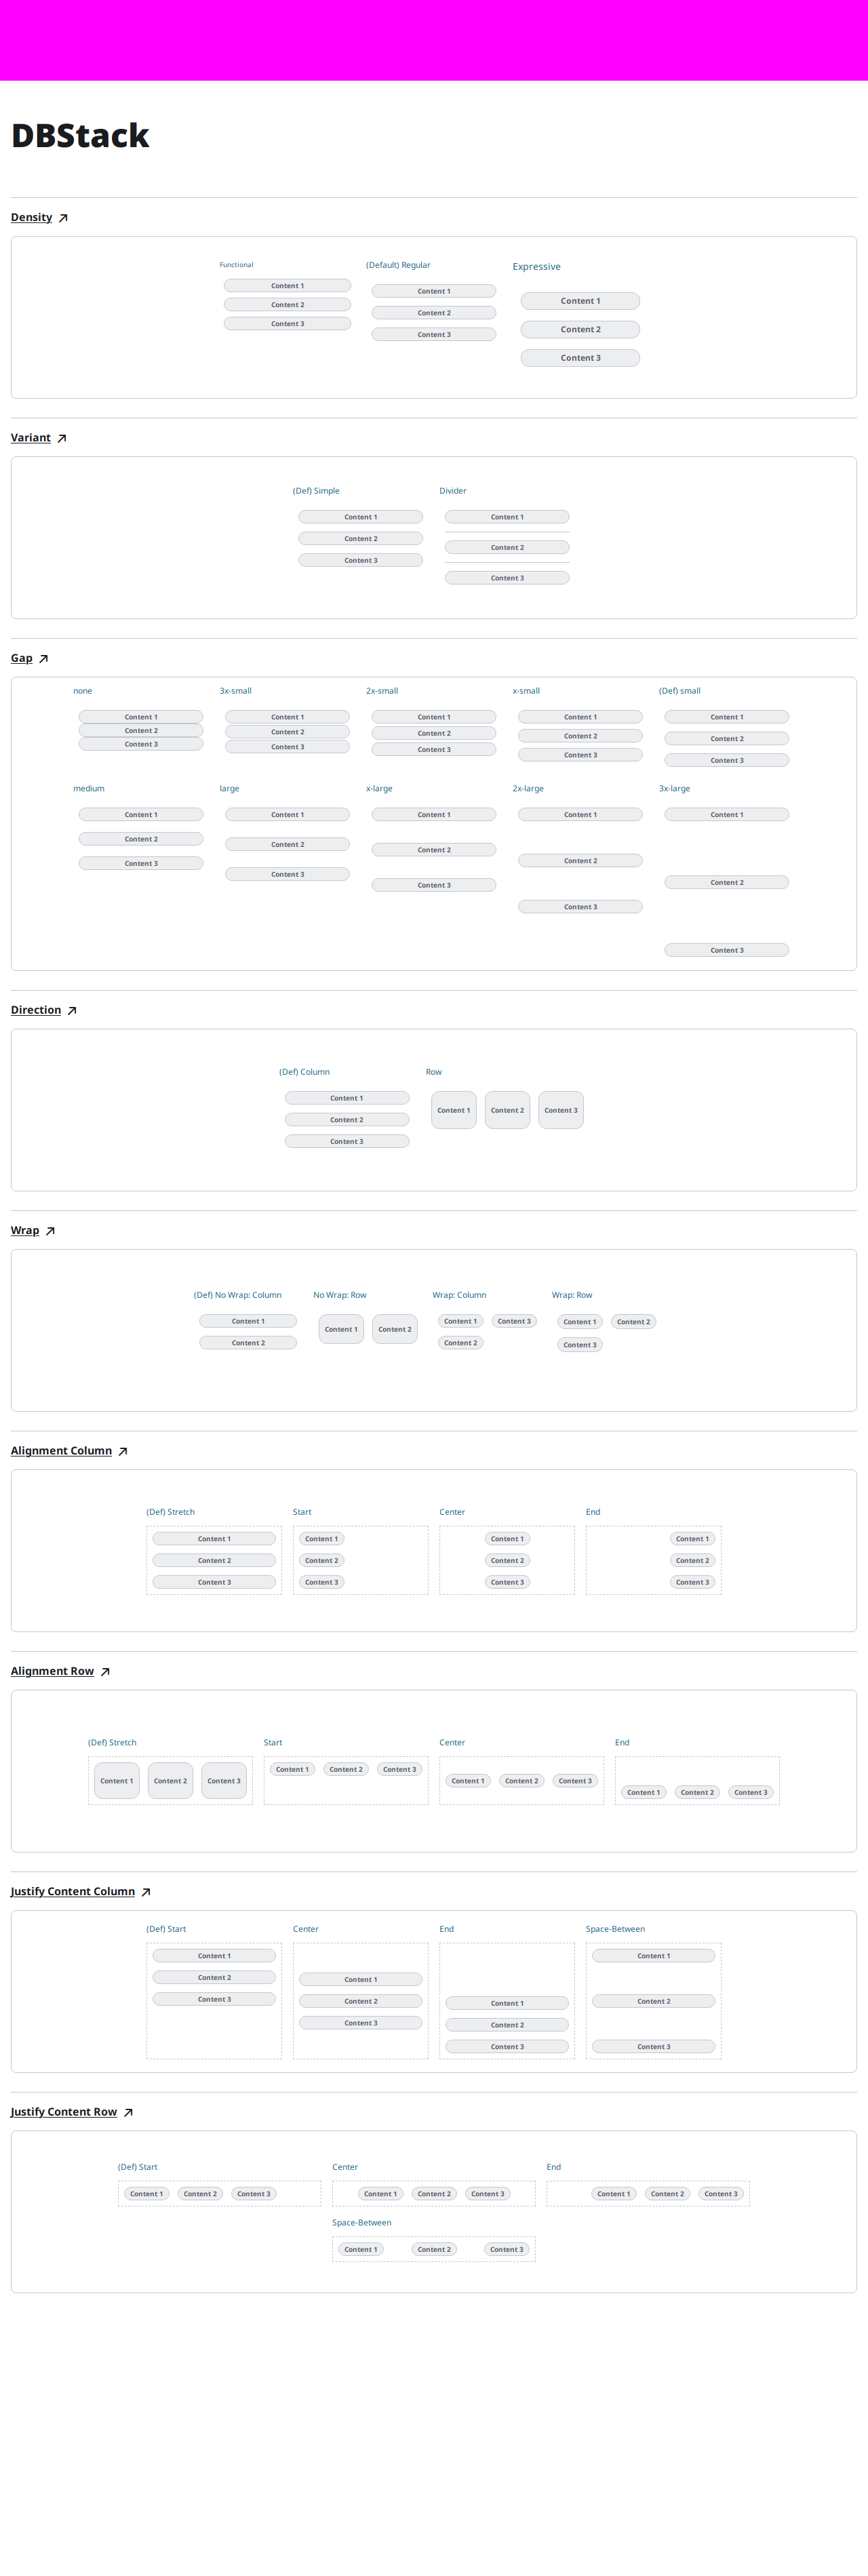 DBStack
Density
Functional
Content 1
Content 2
Content 3
(Default) Regular
Content 1
Content 2
Content 3
Expressive
Content 1
Content 2
Content 3
Variant
(Def) Simple
Content 1
Content 2
Content 3
Divider
Content 1
Content 2
Content 3
Gap
none
Content 1
Content 2
Content 3
3x-small
Content 1
Content 2
Content 3
2x-small
Content 1
Content 2
Content 3
x-small
Content 1
Content 2
Content 3
(Def) small
Content 1
Content 2
Content 3
medium
Content 1
Content 2
Content 3
large
Content 1
Content 2
Content 3
x-large
Content 1
Content 2
Content 3
2x-large
Content 1
Content 2
Content 3
3x-large
Content 1
Content 2
Content 3
Direction
(Def) Column
Content 1
Content 2
Content 3
Row
Content 1 Content 2 Content 3
Wrap
(Def) No Wrap: Column
Content 1
Content 2
No Wrap: Row
Content 1 Content 2
Wrap: Column
Content 1 Content 3
Content 2
Wrap: Row
Content 1 Content 2
Content 3
Alignment Column
(Def) Stretch
Content 1
Content 2
Content 3
Start
Content 1
Content 2
Content 3
Center
Content 1
Content 2
Content 3
End
Content 1
Content 2
Content 3
Alignment Row
(Def) Stretch
Content 1 Content 2 Content 3
Start
Content 1 Content 2 Content 3
Center
Content 1 Content 2 Content 3
End
Content 1 Content 2 Content 3
Justify Content Column
(Def) Start
Content 1
Content 2
Content 3
Center
Content 1
Content 2
Content 3
End
Content 1
Content 2
Content 3
Space-Between
Content 1
Content 2
Content 3
Justify Content Row
(Def) Start
Content 1 Content 2 Content 3
Center
Content 1 Content 2 Content 3
End
Content 1 Content 2 Content 3
Space-Between
Content 1 Content 2 Content 3